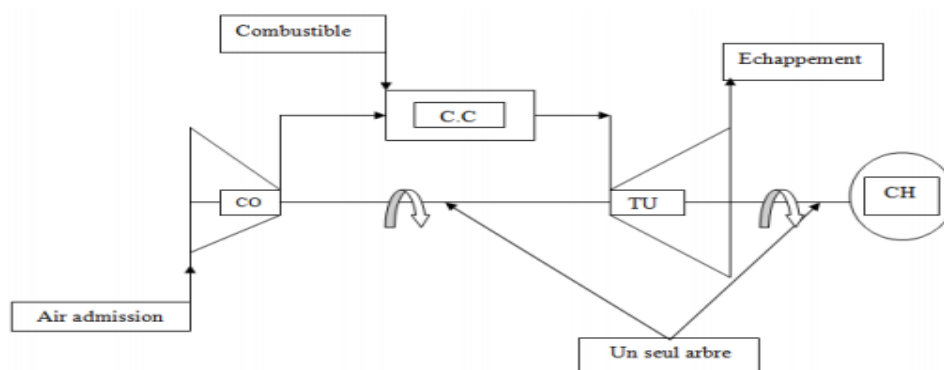 Combustible
Echappement
C.C
CO
TU
CH
Air admission
Un seul arbre